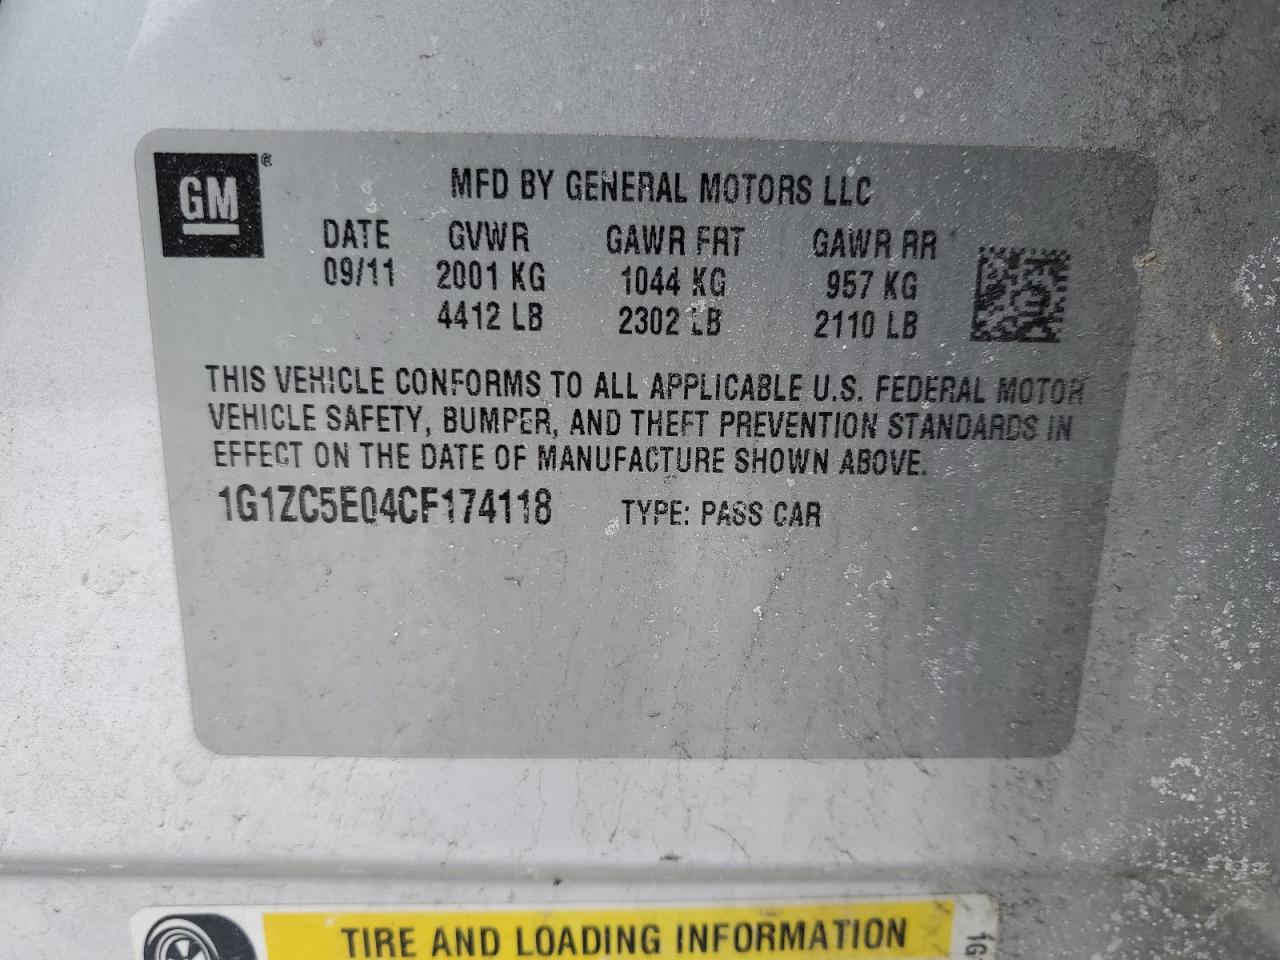 GM®
MFD BY GENERAL MOTORS LLC
DATE GVWR GAWR FRT GAWR RR
09/11 2001 KG 1044 KG 957 KG
4412 LB 2302 LB 2110 LB
THIS VEHICLE CONFORMS TO ALL APPLICABLE U.S. FEDERAL MOTOR
VEHICLE SAFETY, BUMPER, AND THEFT PREVENTION STANDARDS IN
EFFECT ON THE DATE OF MANUFACTURE SHOWN ABOVE.
1G1ZC5E04CF174118 TYPE: PASS CAR
TIRE AND LOADING INFORMATION
1G